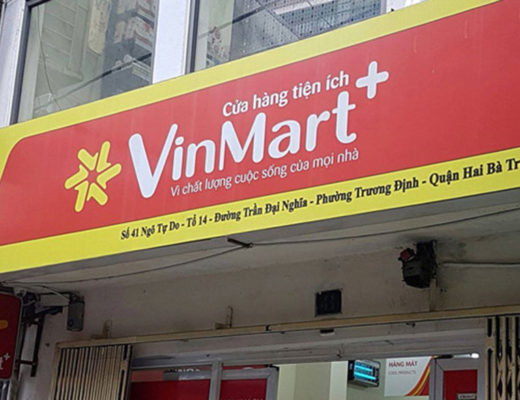 Cửa hàng tiện ích
VinMart+
Vì chất lượng cuộc sống của mọi nhà
Số 41 Ngõ Tự Do - Tổ 14 - Đường Trần Đại Nghĩa - Phường Trương Định - Quận Hai Bà Tr
HÀNG MÁT